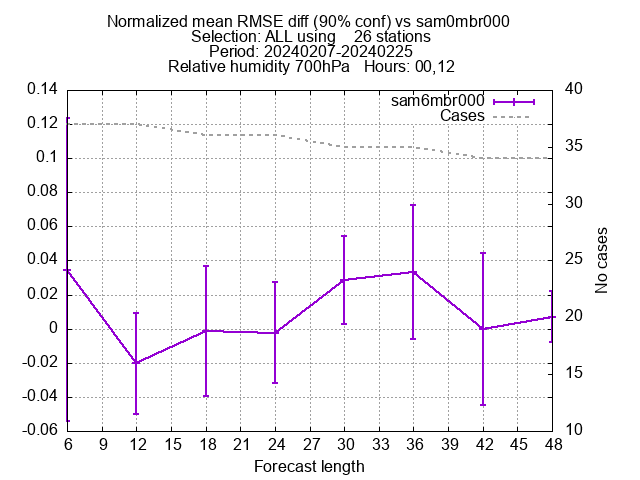 Normalized mean RMSE diff (90% conf) vs sam0mbr000
Selection: ALL using    26 stations
Period: 20240207-20240225
Relative humidity 700hPa   Hours: 00,12
sam6mbr000
Cases
0.14
0.12
0.1
0.08
0.06
0.04
0.02
0
-0.02
-0.04
-0.06
40
35
30
25
20
15
10
No cases
6 9 12 15 18 21 24 27 30 33 36 39 42 45 48
Forecast length